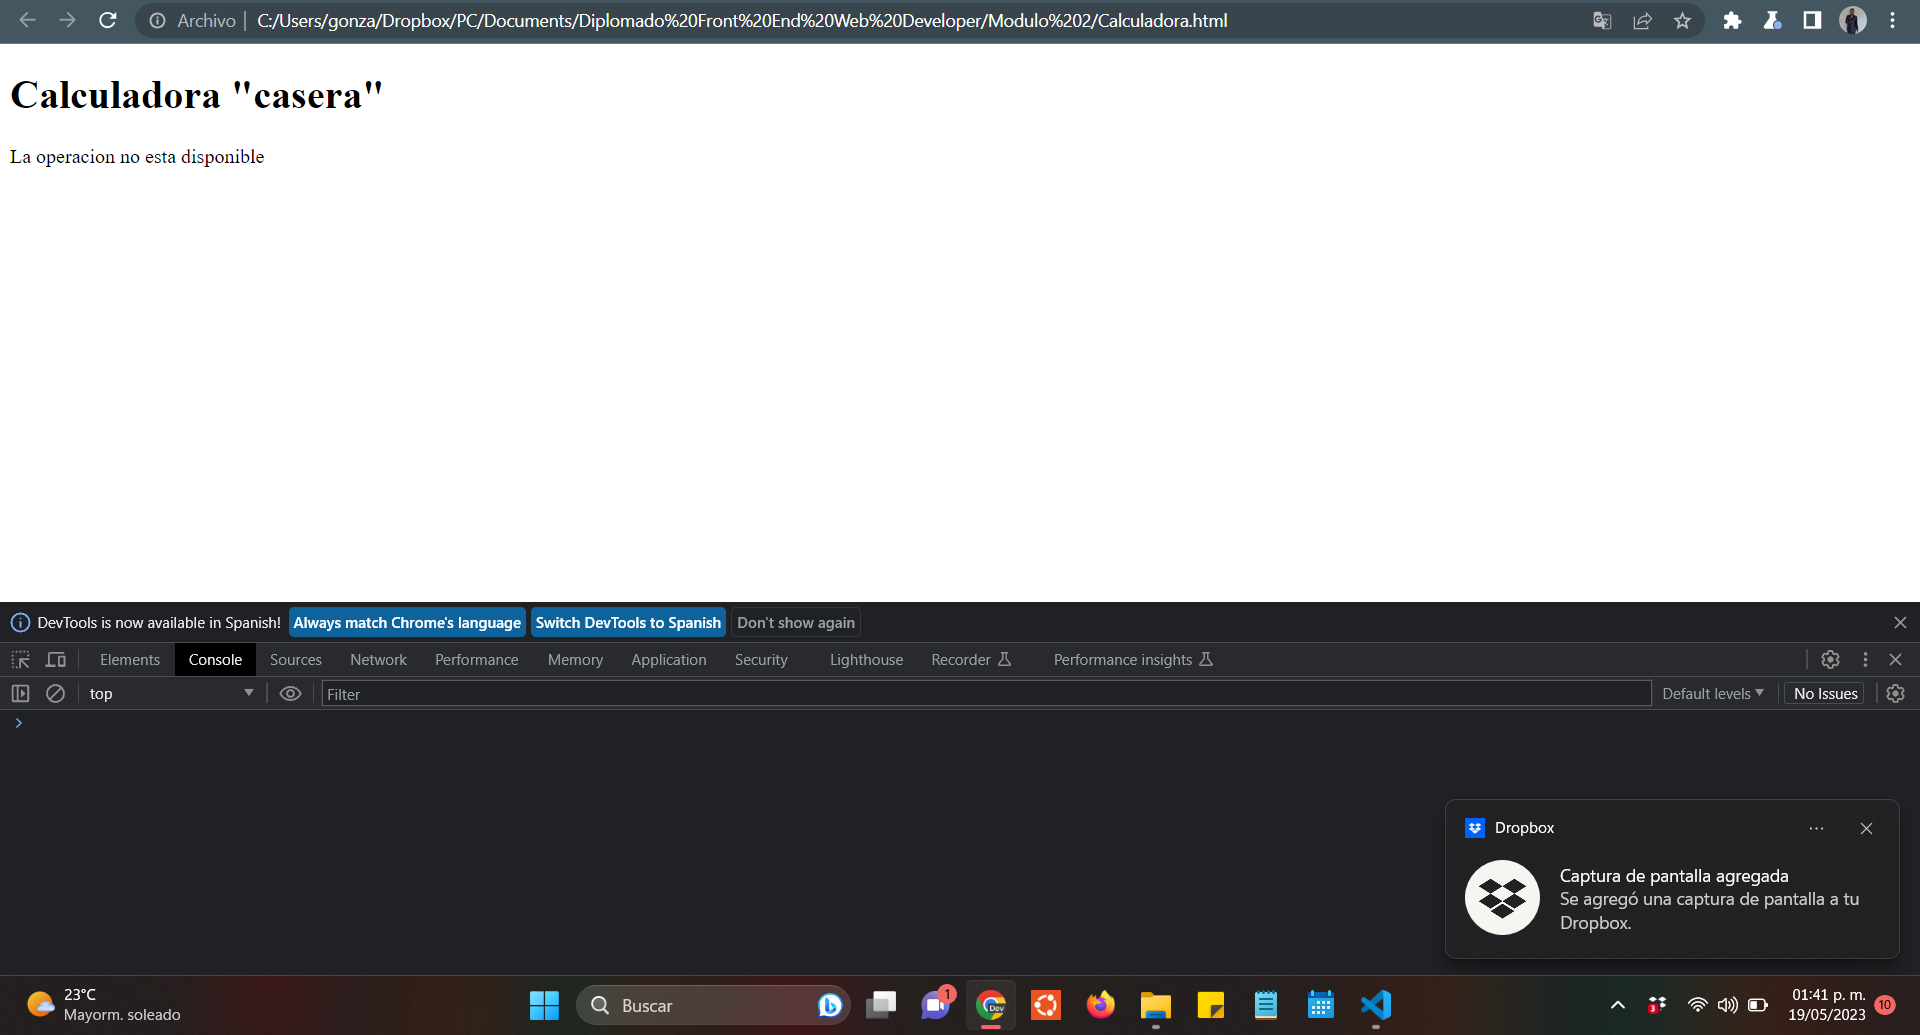 Archivo | C:/Users/gonza/Dropbox/PC/Documents/Diplomado%20Front%20End%20Web%20Developer/Modulo%202/Calculadora.html
Calculadora "casera"
La operacion no esta disponible
DevTools is now available in Spanish! Always match Chrome's language Switch DevTools to Spanish Don't show again
Elements Console Sources Network Performance Memory Application Security Lighthouse Recorder Performance insights
top Filter Default levels No Issues
Dropbox
Captura de pantalla agregada
Se agregó una captura de pantalla a tu
Dropbox.
23°C
Mayorm. soleado
Buscar
1
Dev
3
01:41 p. m.
19/05/2023
10